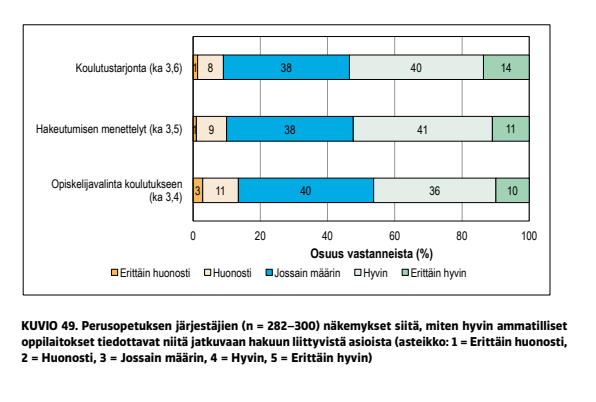 Koulutustarjonta (ka 3,6)
1 8 38 40 14
Hakeutumisen menettelyt (ka 3,5)
1 9 38 41 11
Opiskelijavalinta koulutukseen
(ka 3,4)
3 11 40 36 10
0 20 40 60 80 100
Osuus vastanneista (%)
Erittäin huonosti Huonosti Jossain määrin Hyvin Erittäin hyvin
KUVIO 49. Perusopetuksen järjestäjien (n = 282–300) näkemykset siitä, miten hyvin ammatilliset
oppilaitokset tiedottavat niitä jatkuvaan hakuun liittyvistä asioista (asteikko: 1 = Erittäin huonosti,
2 = Huonosti, 3 = Jossain määrin, 4 = Hyvin, 5 = Erittäin hyvin)